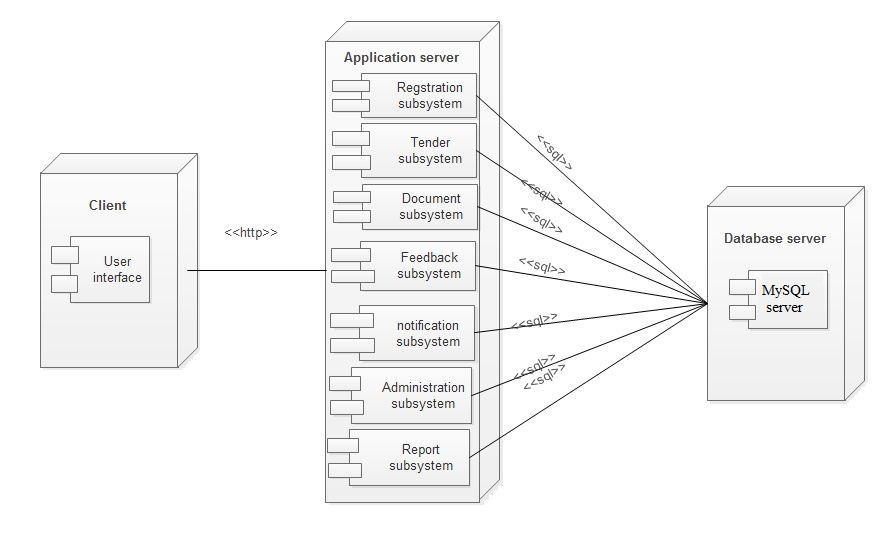 Application server
Regstration
subsystem
Tender
subsystem
Document
subsystem
Feedback
subsystem
notification
subsystem
Administration
subsystem
Report
subsystem
Client
User
interface
<<http>>
<<sql>>
<<sql>>
<<sql>>
<<sql>>
<<sql>>
<<sql>>
<<sql>>
Database server
MySQL
server